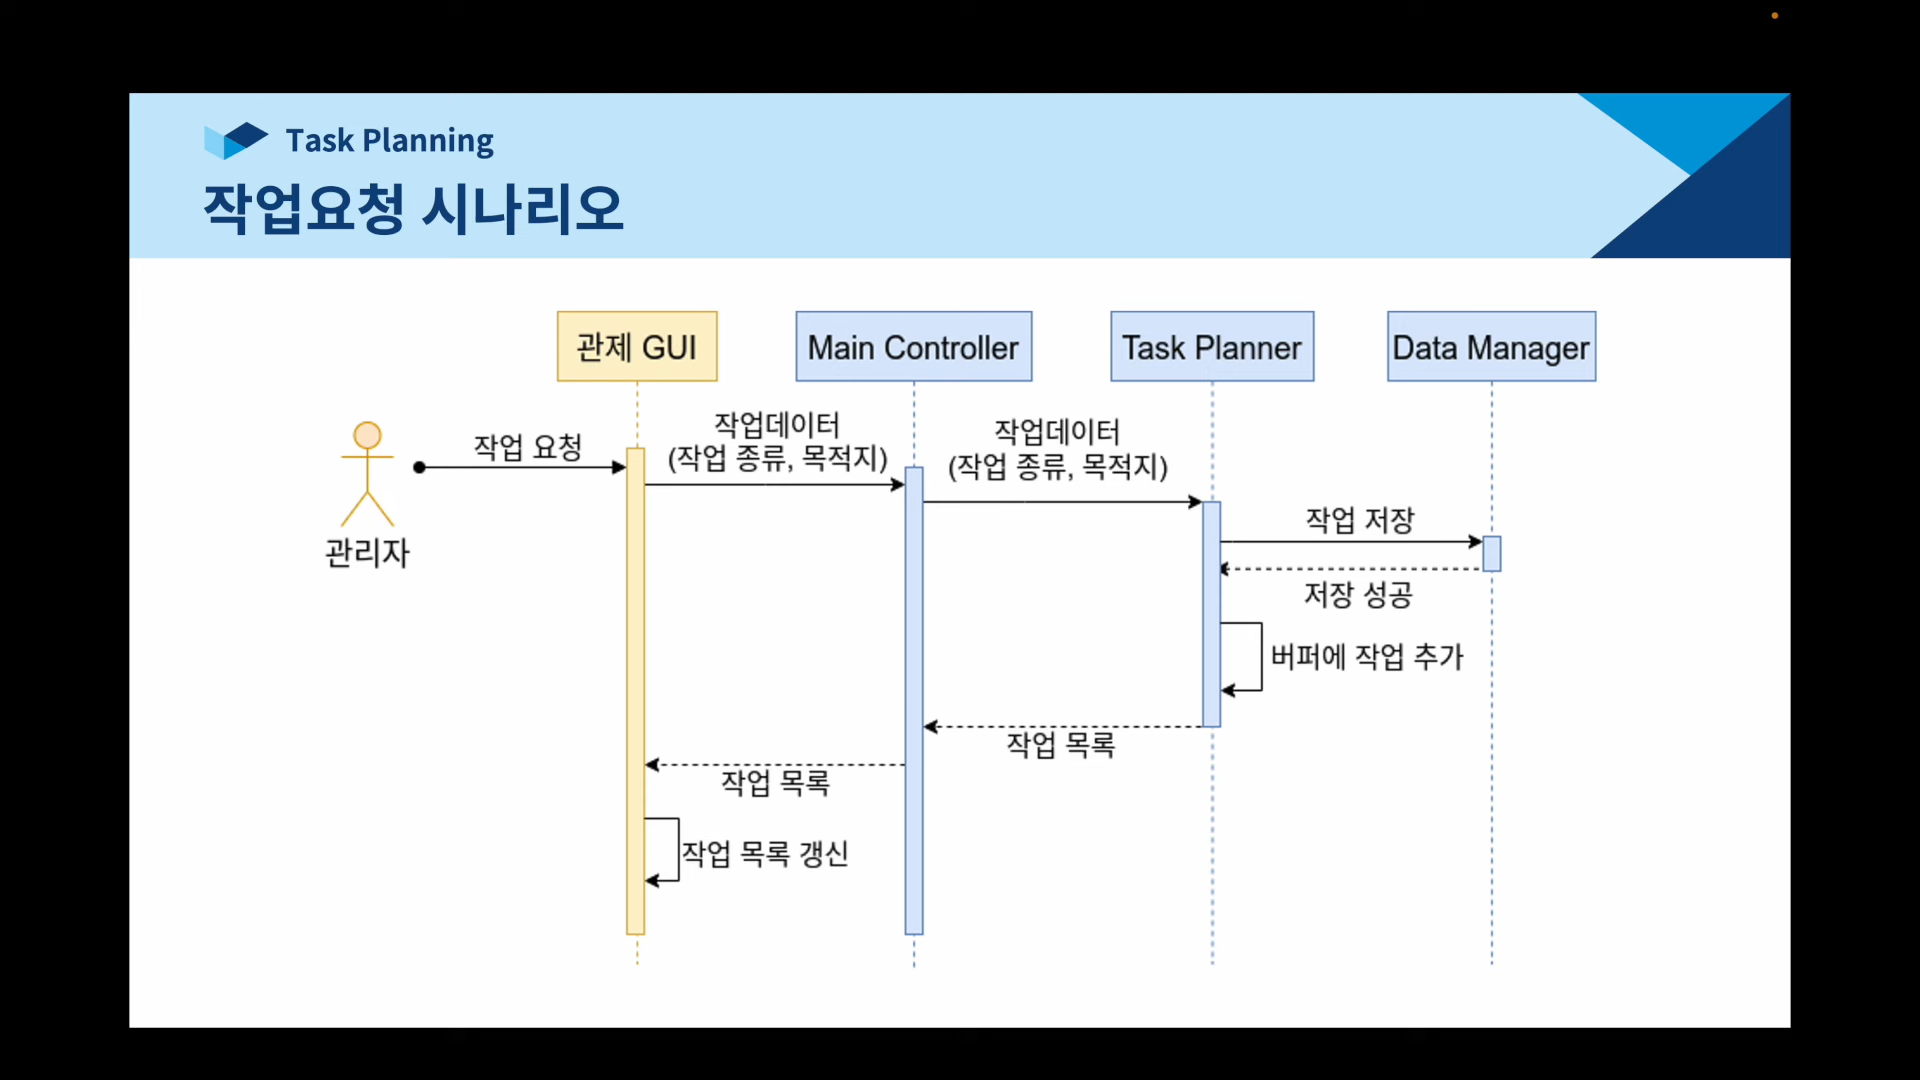 Task Planning
작업요청 시나리오
관제 GUI
Main Controller
Task Planner
Data Manager
작업 요청
작업데이터
(작업 종류, 목적지)
작업데이터
(작업 종류, 목적지)
관리자
작업 저장
저장 성공
버퍼에 작업 추가
작업 목록
작업 목록
작업 목록 갱신